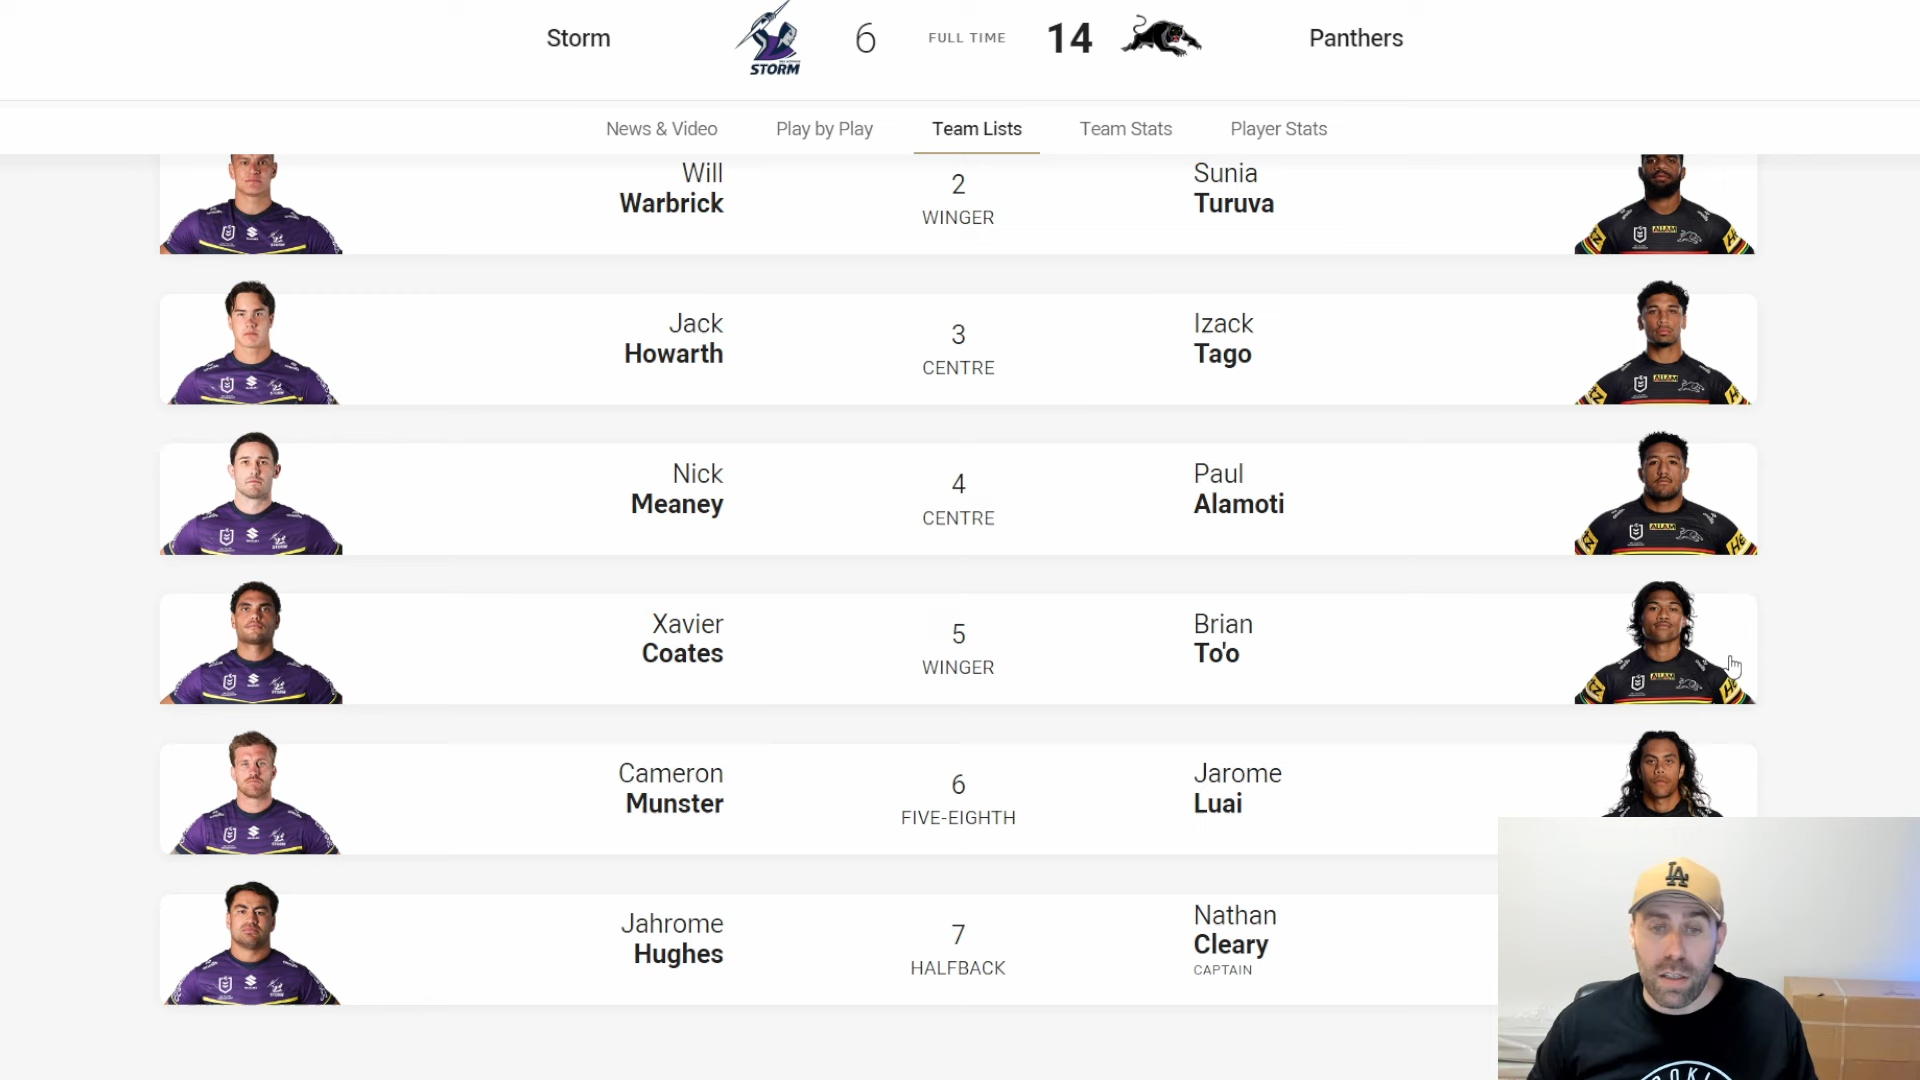 Storm
STORM
6
FULL TIME
14
Panthers
News & Video
Play by Play
Team Lists
Team Stats
Player Stats
Will
Warbrick
2
WINGER
Sunia
Turuva
Jack
Howarth
3
CENTRE
Izack
Tago
Nick
Meaney
4
CENTRE
Paul
Alamoti
Xavier
Coates
5
WINGER
Brian
To'o
Cameron
Munster
6
FIVE-EIGHTH
Jarome
Luai
Jahrome
Hughes
7
HALFBACK
Nathan
Cleary
CAPTAIN
LA